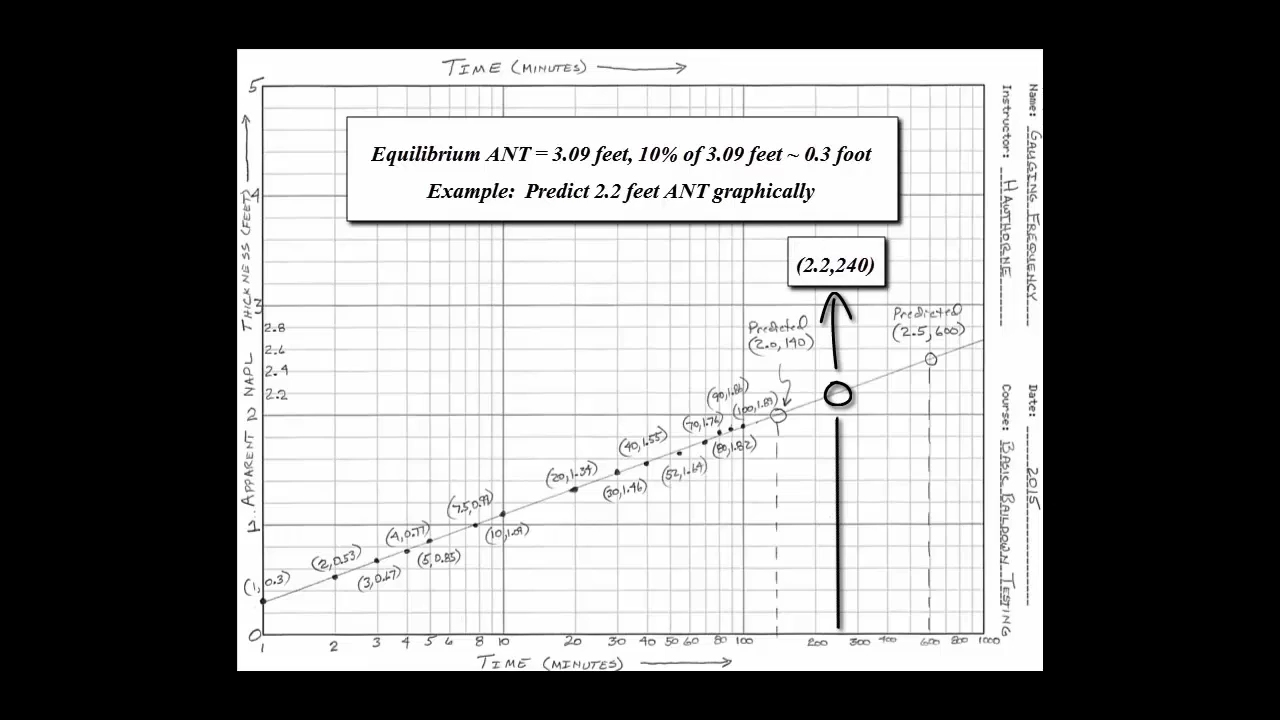 TIME (MINUTES)
5
Equilibrium ANT = 3.09 feet, 10% of 3.09 feet ~ 0.3 foot
Example: Predict 2.2 feet ANT graphically
4
(2.2,240)
3
2.8
2.6
2.4
2.2
2
1
0
APPARENT NAPL THICKNESS (FEET)
Predicted
(2.0, 140)
Predicted
(2.5, 600)
(1, 0.3)
(2, 0.53)
(3, 0.67)
(4, 0.77)
(5, 0.85)
(7.5, 0.99)
(10, 1.09)
(20, 1.34)
(30, 1.46)
(40, 1.55)
(52, 1.64)
(70, 1.76)
(80, 1.82)
(90, 1.86)
(100, 1.89)
1 2 3 4 5 6 8 10 20 30 40 50 60 80 100 200 300 400 600 800 1000
TIME (MINUTES)
Name: GAUGING FREQUENCY
Instructor: HAWTHORNE
Date: 2015
Course: BASIC BAILDOWN TESTING